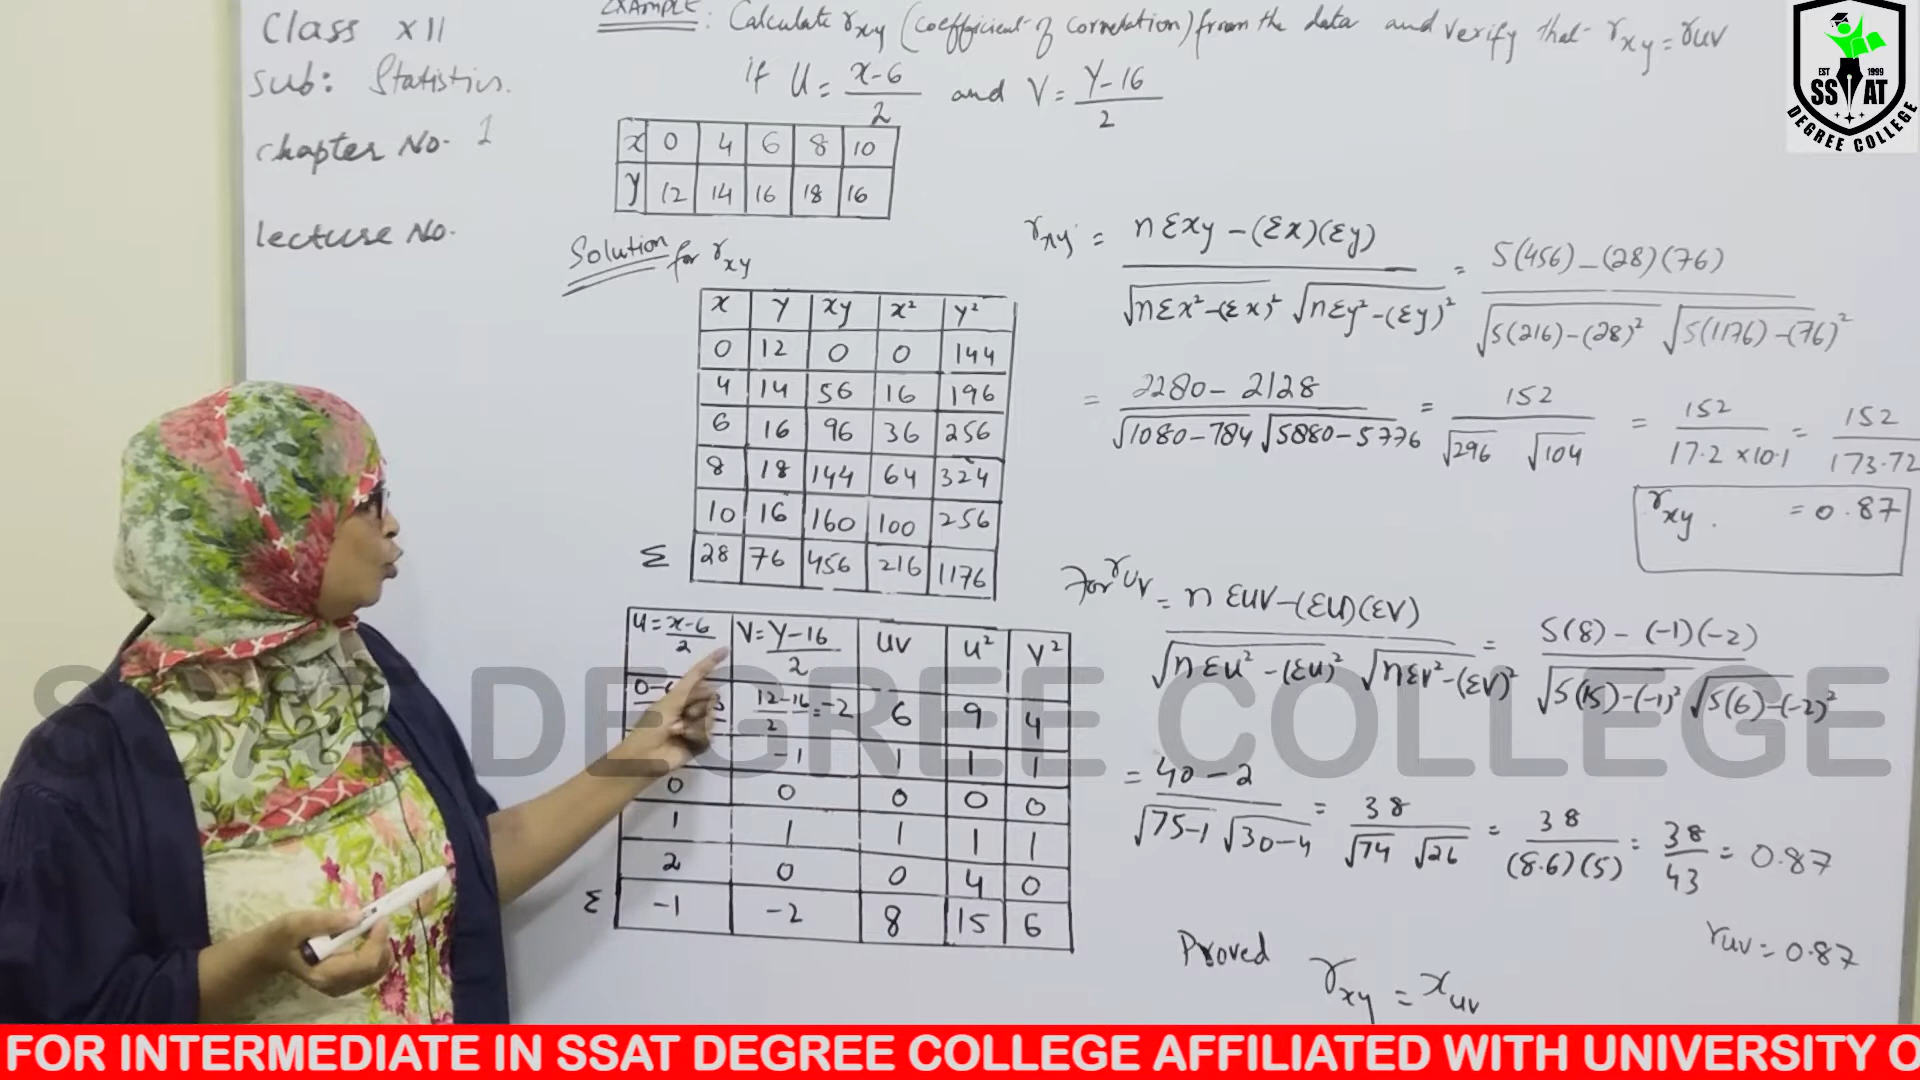 Class XII
Sub: Statistics.
Chapter No. 1
lecture No.
EXAMPLE: Calculate rxy (coefficient of correlation) from the data and verify that rxy = ruv
if U = x-6/2 and V = Y-16/2
x 0 4 6 8 10
y 12 14 16 18 16
Solution for rxy
x y xy x² y²
0 12 0 0 144
4 14 56 16 196
6 16 96 36 256
8 18 144 64 324
10 16 160 100 256
Σ 28 76 456 216 1176
rxy = nΣxy - (Σx)(Σy) / √nΣx² - (Σx)² √nΣy² - (Σy)² = 5(456) - (28)(76) / √5(216) - (28)² √5(1176) - (76)²
= 2280 - 2128 / √1080 - 784 √5880 - 5776 = 152 / √296 √104 = 152 / 17.2 × 10.1 = 152 / 173.72
rxy. = 0.87
U = x-6/2 V = Y-16/2 uv u² v²
12-16/2 = -2 6 9 4
-1 1 1 1
0 0 0 0 0
1 1 1 1 1
2 0 0 4 0
Σ -1 -2 8 15 6
For ruv = nΣuv - (Σu)(Σv) / √nΣu² - (Σu)² √nΣv² - (Σv)² = 5(8) - (-1)(-2) / √5(15) - (-1)² √5(6) - (-2)²
= 40 - 2 / √75-1 √30-4 = 38 / √74 √26 = 38 / (8.6)(5) = 38 / 43 = 0.87
ruv = 0.87
Proved rxy = xuv
EST 1999
SSAT
DEGREE COLLEGE
SSAT DEGREE COLLEGE
FOR INTERMEDIATE IN SSAT DEGREE COLLEGE AFFILIATED WITH UNIVERSITY O